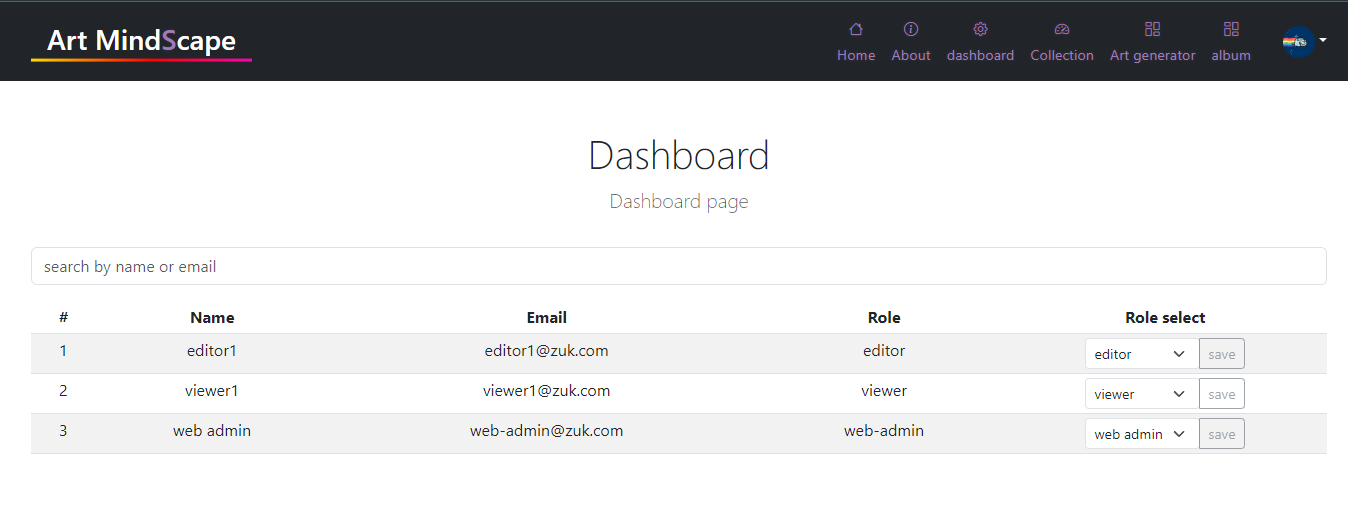 Art MindScape
Home About dashboard Collection Art generator album
Dashboard
Dashboard page
search by name or email
# Name Email Role Role select
1 editor1 editor1@zuk.com editor editor save
2 viewer1 viewer1@zuk.com viewer viewer save
3 web admin web-admin@zuk.com web-admin web admin save